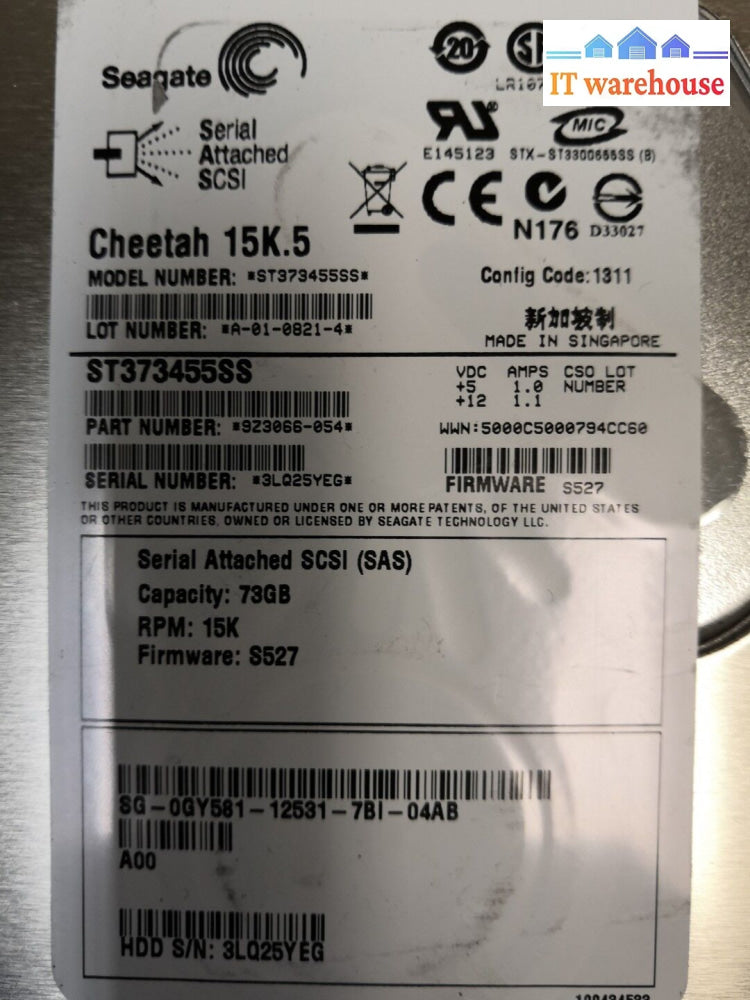 Seagate
20
IT warehouse
Serial
Attached
SCSI
MIC
E145123 STX-ST3300655SS (B)
CE
N176 D33027
Cheetah 15K.5
MODEL NUMBER: *ST373455SS*
Config Code:1311
LOT NUMBER: *A-01-0821-4*
新加坡制
MADE IN SINGAPORE
ST373455SS
VDC AMPS CSO LOT
+5 1.0 NUMBER
+12 1.1
PART NUMBER: *9Z3066-054*
WWN:5000C5000794CC60
SERIAL NUMBER: *3LQ25YEG*
FIRMWARE S527
THIS PRODUCT IS MANUFACTURED UNDER ONE OR MORE PATENTS, OF THE UNITED STATES
OR OTHER COUNTRIES, OWNED OR LICENSED BY SEAGATE TECHNOLOGY LLC.
Serial Attached SCSI (SAS)
Capacity: 73GB
RPM: 15K
Firmware: S527
SG-0GY581-12531-7BI-04AB
A00
HDD S/N: 3LQ25YEG